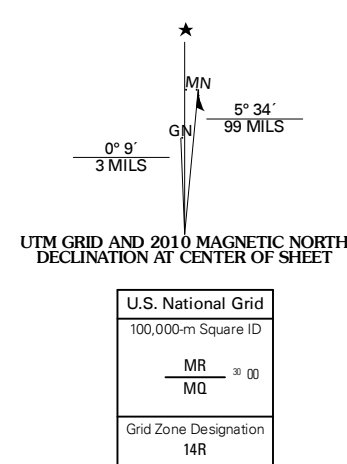 ★
MN
GN
5° 34´
99 MILS
0° 9´
3 MILS
UTM GRID AND 2010 MAGNETIC NORTH
DECLINATION AT CENTER OF SHEET
U.S. National Grid
100,000-m Square ID
MR
30 00
MQ
Grid Zone Designation
14R